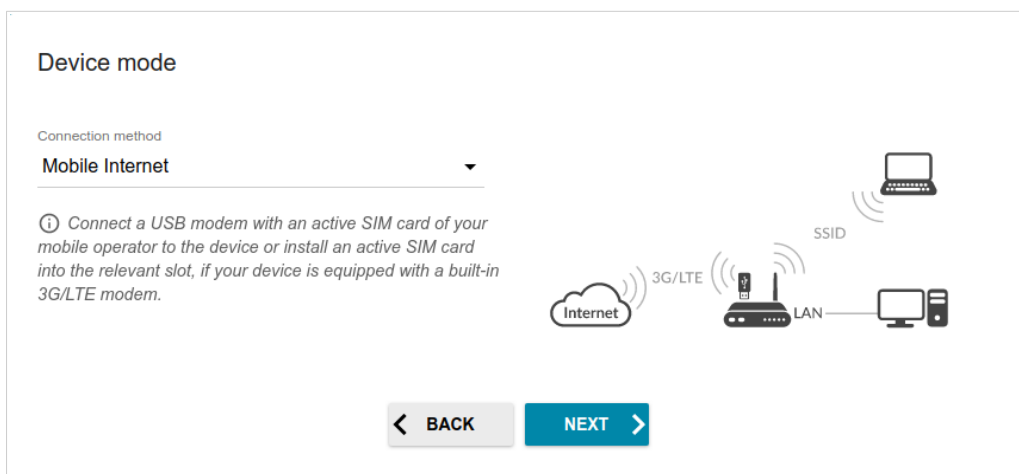 Device mode
Connection method
Mobile Internet
Connect a USB modem with an active SIM card of your
mobile operator to the device or install an active SIM card
into the relevant slot, if your device is equipped with a built-in
3G/LTE modem.
SSID
3G/LTE
Internet
LAN
BACK
NEXT